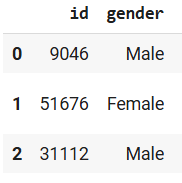 id gender
0 9046 Male
1 51676 Female
2 31112 Male